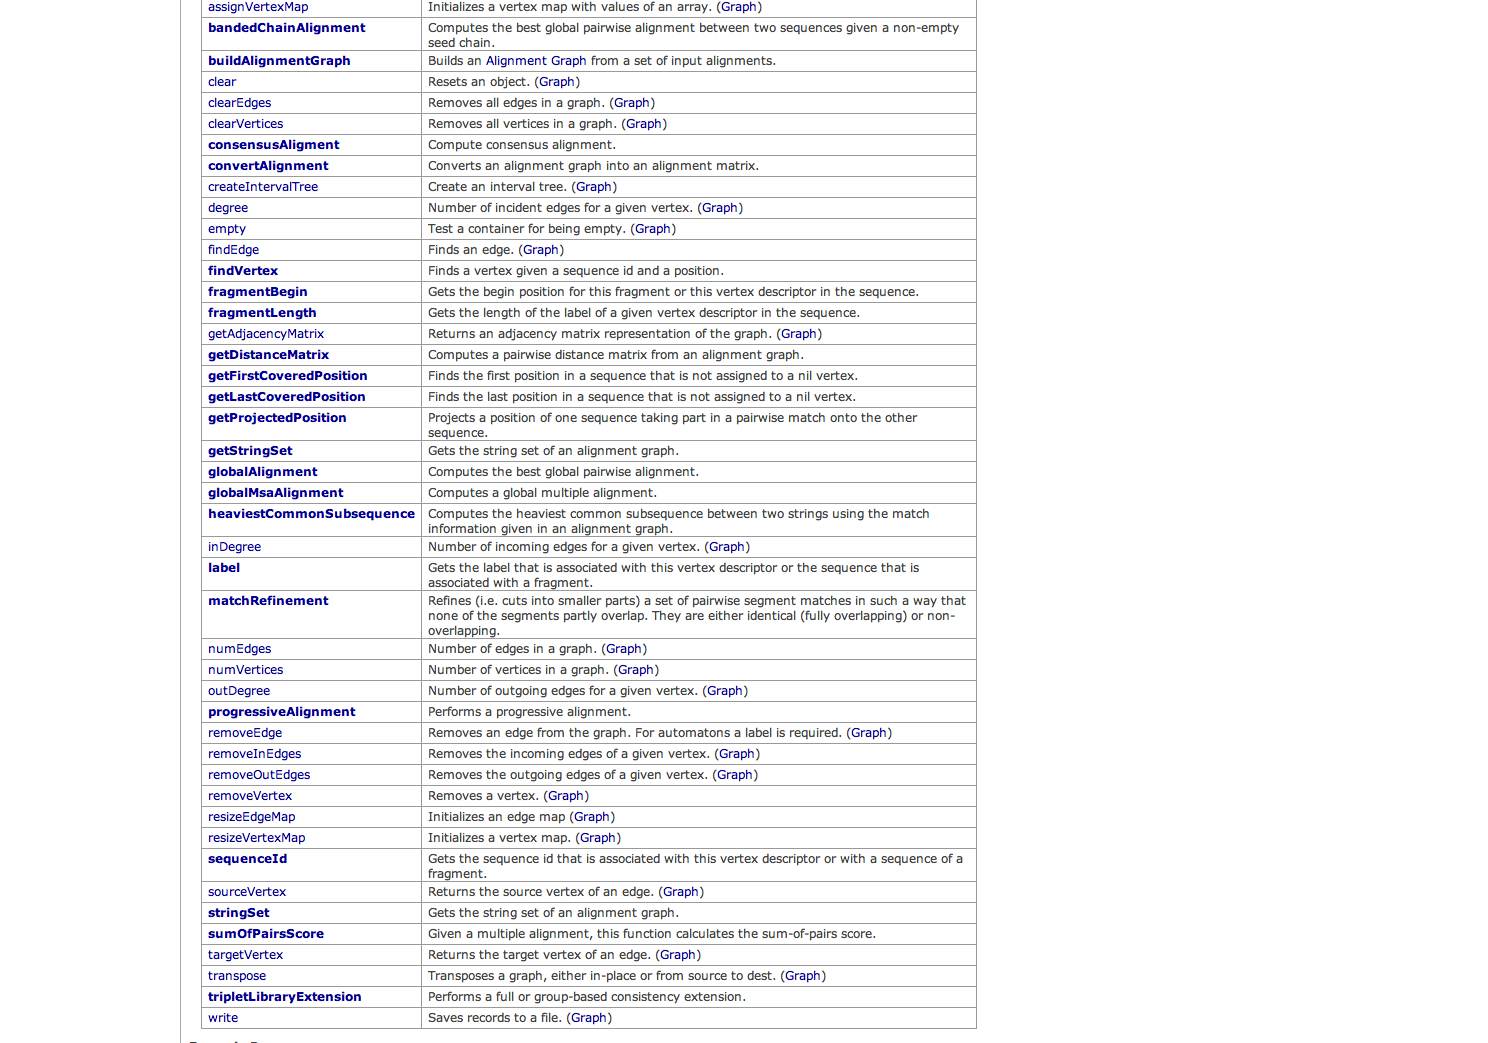 assignVertexMap Initializes a vertex map with values of an array. (Graph)
bandedChainAlignment Computes the best global pairwise alignment between two sequences given a non-empty
seed chain.
buildAlignmentGraph Builds an Alignment Graph from a set of input alignments.
clear Resets an object. (Graph)
clearEdges Removes all edges in a graph. (Graph)
clearVertices Removes all vertices in a graph. (Graph)
consensusAligment Compute consensus alignment.
convertAlignment Converts an alignment graph into an alignment matrix.
createIntervalTree Create an interval tree. (Graph)
degree Number of incident edges for a given vertex. (Graph)
empty Test a container for being empty. (Graph)
findEdge Finds an edge. (Graph)
findVertex Finds a vertex given a sequence id and a position.
fragmentBegin Gets the begin position for this fragment or this vertex descriptor in the sequence.
fragmentLength Gets the length of the label of a given vertex descriptor in the sequence.
getAdjacencyMatrix Returns an adjacency matrix representation of the graph. (Graph)
getDistanceMatrix Computes a pairwise distance matrix from an alignment graph.
getFirstCoveredPosition Finds the first position in a sequence that is not assigned to a nil vertex.
getLastCoveredPosition Finds the last position in a sequence that is not assigned to a nil vertex.
getProjectedPosition Projects a position of one sequence taking part in a pairwise match onto the other
sequence.
getStringSet Gets the string set of an alignment graph.
globalAlignment Computes the best global pairwise alignment.
globalMsaAlignment Computes a global multiple alignment.
heaviestCommonSubsequence Computes the heaviest common subsequence between two strings using the match
information given in an alignment graph.
inDegree Number of incoming edges for a given vertex. (Graph)
label Gets the label that is associated with this vertex descriptor or the sequence that is
associated with a fragment.
matchRefinement Refines (i.e. cuts into smaller parts) a set of pairwise segment matches in such a way that
none of the segments partly overlap. They are either identical (fully overlapping) or non-
overlapping.
numEdges Number of edges in a graph. (Graph)
numVertices Number of vertices in a graph. (Graph)
outDegree Number of outgoing edges for a given vertex. (Graph)
progressiveAlignment Performs a progressive alignment.
removeEdge Removes an edge from the graph. For automatons a label is required. (Graph)
removeInEdges Removes the incoming edges of a given vertex. (Graph)
removeOutEdges Removes the outgoing edges of a given vertex. (Graph)
removeVertex Removes a vertex. (Graph)
resizeEdgeMap Initializes an edge map (Graph)
resizeVertexMap Initializes a vertex map. (Graph)
sequenceId Gets the sequence id that is associated with this vertex descriptor or with a sequence of a
fragment.
sourceVertex Returns the source vertex of an edge. (Graph)
stringSet Gets the string set of an alignment graph.
sumOfPairsScore Given a multiple alignment, this function calculates the sum-of-pairs score.
targetVertex Returns the target vertex of an edge. (Graph)
transpose Transposes a graph, either in-place or from source to dest. (Graph)
tripletLibraryExtension Performs a full or group-based consistency extension.
write Saves records to a file. (Graph)